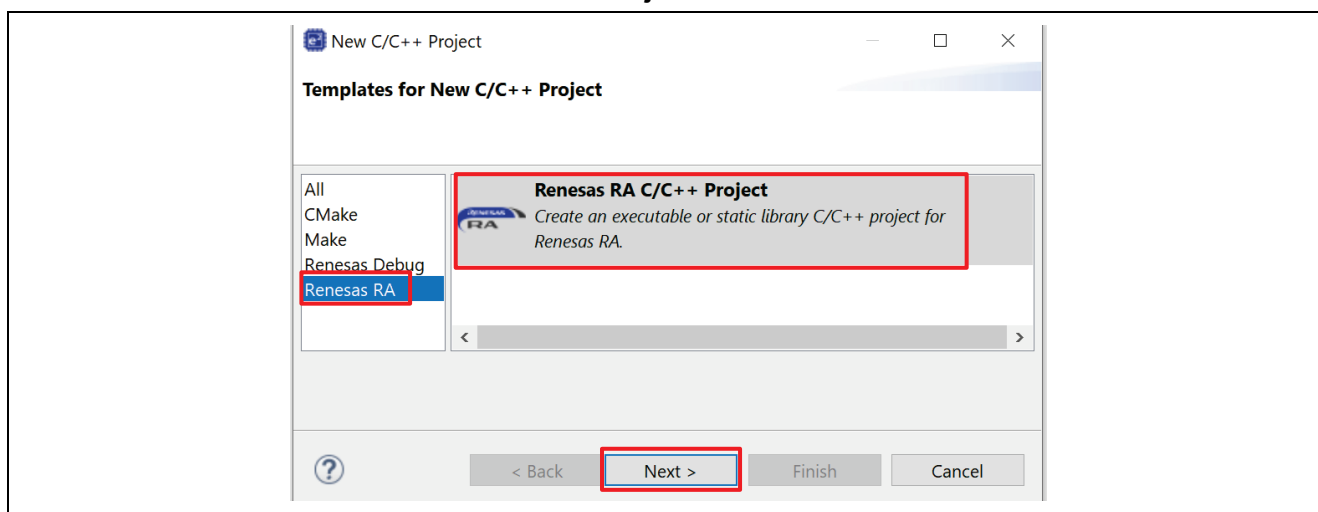 New C/C++ Project
Templates for New C/C++ Project
All
CMake
Make
Renesas Debug
Renesas RA
RENESAS
RA
Renesas RA C/C++ Project
Create an executable or static library C/C++ project for
Renesas RA.
< Back
Next >
Finish
Cancel